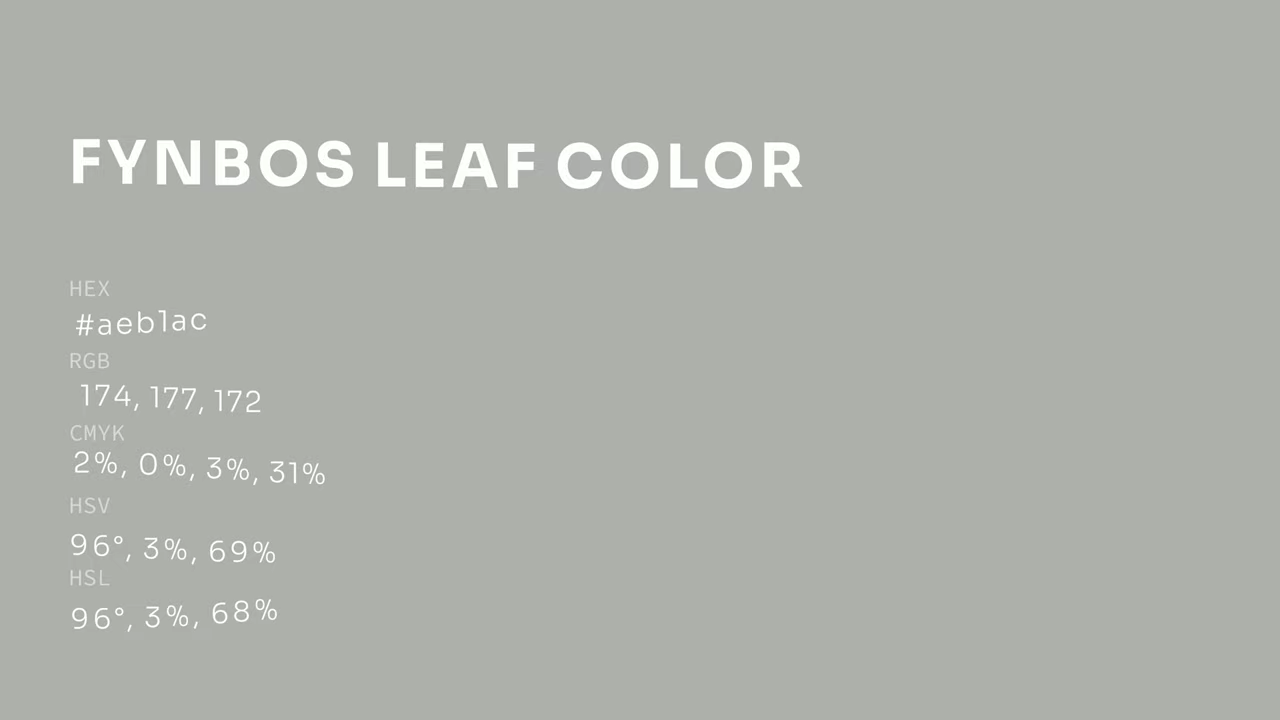 FYNBOS LEAF COLOR
HEX
#aeb1ac
RGB
174, 177, 172
CMYK
2%, 0%, 3%, 31%
HSV
96°, 3%, 69%
HSL
96°, 3%, 68%